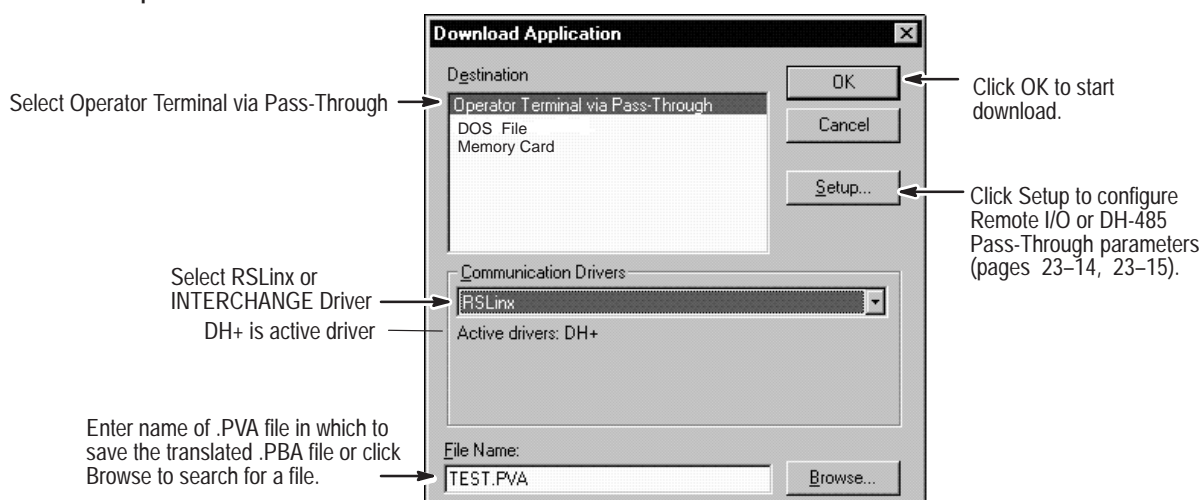 Download Application
Destination
Select Operator Terminal via Pass-Through
Operator Terminal via Pass-Through
DOS File
Memory Card
OK
Cancel
Setup...
Click OK to start
download.
Click Setup to configure
Remote I/O or DH-485
Pass-Through parameters
(pages 23–14, 23–15).
Communication Drivers
Select RSLinx or
INTERCHANGE Driver
RSLinx
DH+ is active driver
Active drivers: DH+
Enter name of .PVA file in which to
save the translated .PBA file or click
Browse to search for a file.
File Name:
TEST.PVA
Browse...